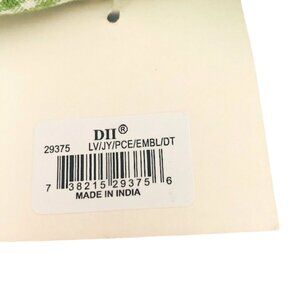 DII®
29375 LV/JY/PCE/EMBL/DT
7 38215 29375 6
MADE IN INDIA